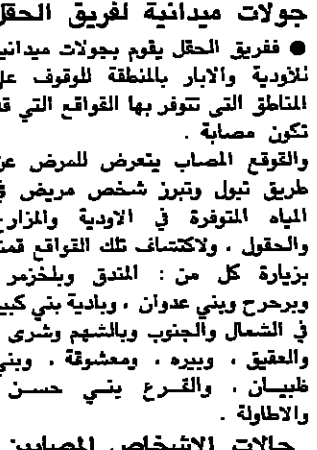 جولات ميدانية لفريق الحقل
● ففريق الحقل يقوم بجولات ميدانية
للأودية والابار بالمنطقة للوقوف على
المناطق التى تتوفر بها القواقع التي قد
تكون مصابة .
والقوقع المصاب يتعرض للمرض عن
طريق تبول وتبرز شخص مريض في
المياه المتوفرة في الاودية والمزارع
والحقول ، ولاكتشاف تلك القواقع قمنا
بزيارة كل من : المندق وبلخزمر
وبرحرح وبني عدوان ، وبادية بني كبير
في الشمال والجنوب وبالشهم وشرى
والعقيق ، وبيره ، ومعشوقة ، وبني
ظبيان ، والقرع بني حسن
والاطاولة .
حالات الاشخاص المصابين